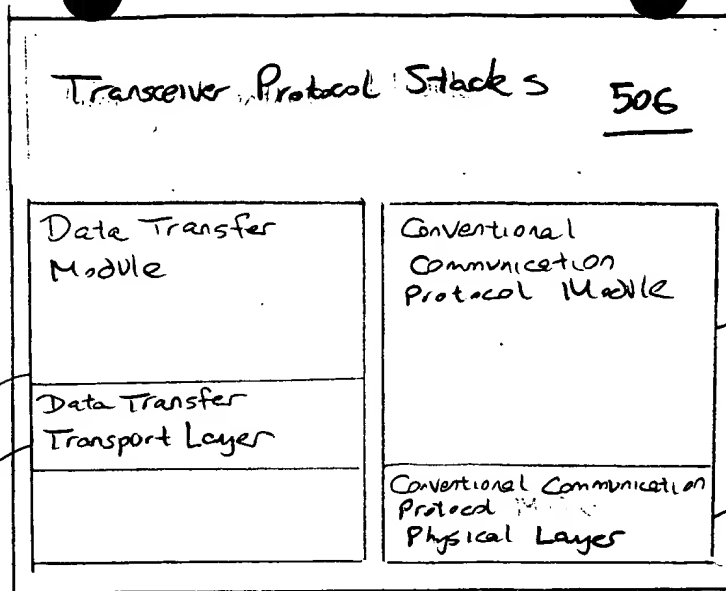 Transceiver Protocol Stacks 506
Data Transfer
Module
Data Transfer
Transport Layer
Conventional
Communication
Protocol Module
Conventional Communication
Protocol
Physical Layer